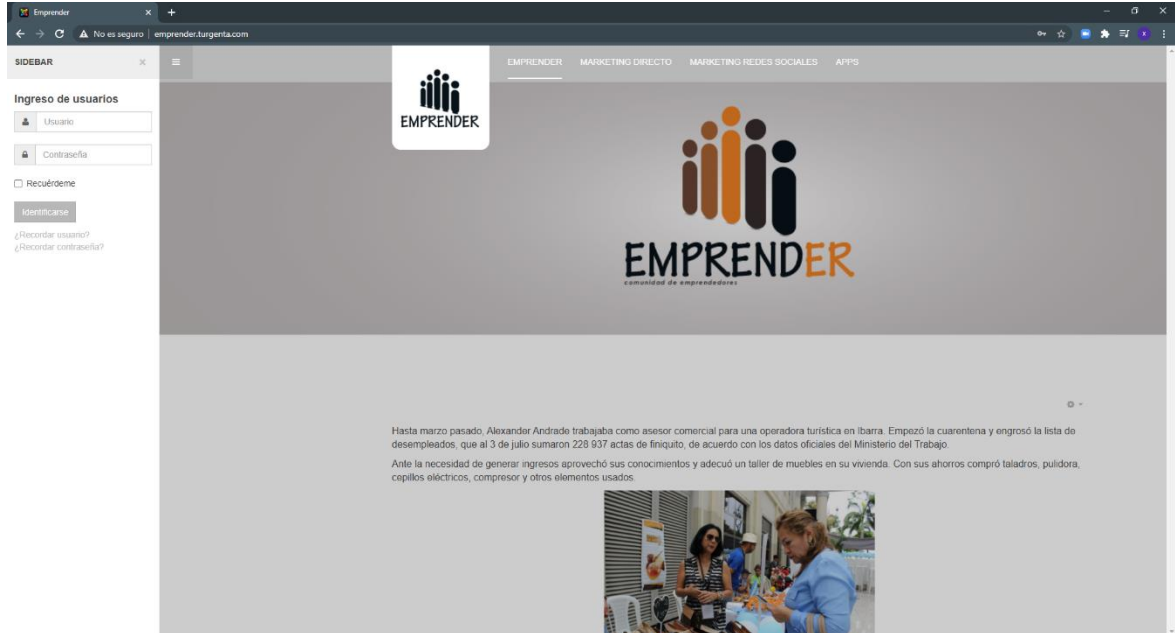 Emprender
No es seguro | emprender.turgenta.com
SIDEBAR
EMPRENDER MARKETING DIRECTO MARKETING REDES SOCIALES APPS
Ingreso de usuarios
Usuario
Contraseña
Recuérdeme
Identificarse
¿Recordar usuario?
¿Recordar contraseña?
EMPRENDER
EMPRENDER
comunidad de emprendedores
Hasta marzo pasado, Alexander Andrade trabajaba como asesor comercial para una operadora turística en Ibarra. Empezó la cuarentena y engrosó la lista de
desempleados, que al 3 de julio sumaron 228 937 actas de finiquito, de acuerdo con los datos oficiales del Ministerio del Trabajo.
Ante la necesidad de generar ingresos aprovechó sus conocimientos y adecuó un taller de muebles en su vivienda. Con sus ahorros compró taladros, pulidora,
cepillos eléctricos, compresor y otros elementos usados.